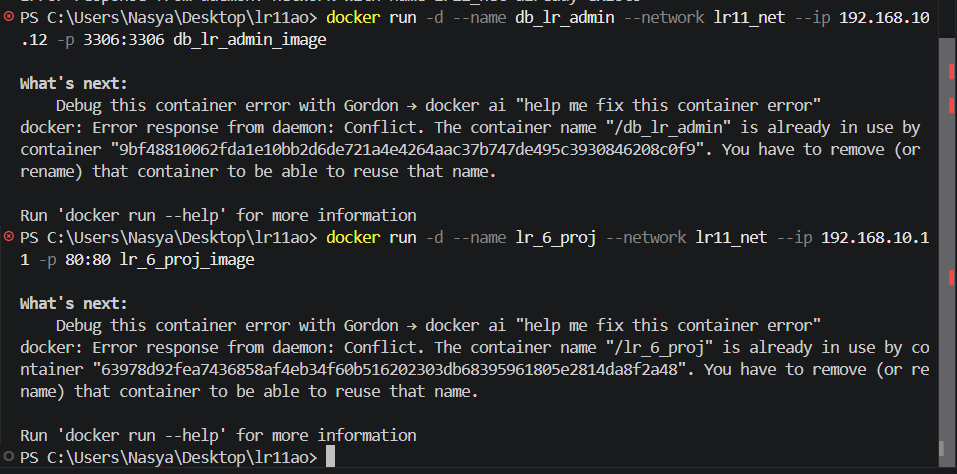 PS C:\Users\Nasya\Desktop\lr11ao> docker run -d --name db_lr_admin --network lr11_net --ip 192.168.10
.12 -p 3306:3306 db_lr_admin_image
What's next:
Debug this container error with Gordon → docker ai "help me fix this container error"
docker: Error response from daemon: Conflict. The container name "/db_lr_admin" is already in use by
container "9bf48810062fda1e10bb2d6de721a4e4264aac37b747de495c3930846208c0f9". You have to remove (or
rename) that container to be able to reuse that name.
Run 'docker run --help' for more information
PS C:\Users\Nasya\Desktop\lr11ao> docker run -d --name lr_6_proj --network lr11_net --ip 192.168.10.1
1 -p 80:80 lr_6_proj_image
What's next:
Debug this container error with Gordon → docker ai "help me fix this container error"
docker: Error response from daemon: Conflict. The container name "/lr_6_proj" is already in use by co
ntainer "63978d92fea7436858af4eb34f60b516202303db68395961805e2814da8f2a48". You have to remove (or re
name) that container to be able to reuse that name.
Run 'docker run --help' for more information
PS C:\Users\Nasya\Desktop\lr11ao>